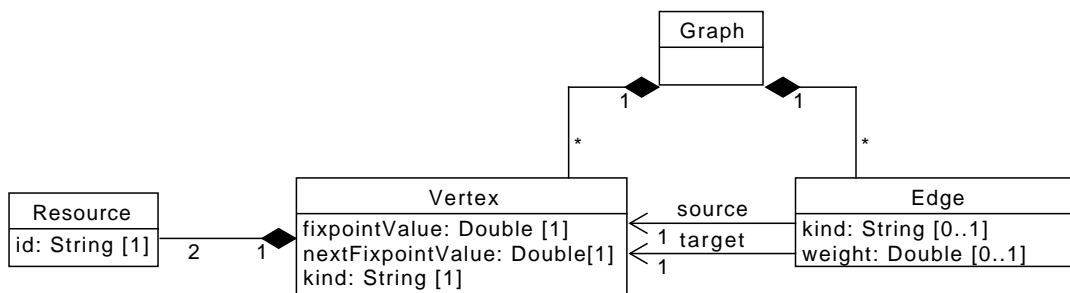 Graph
1
1
*
*
Resource
id: String [1]
2
1
Vertex
fixpointValue: Double [1]
nextFixpointValue: Double[1]
kind: String [1]
source
1
target
1
Edge
kind: String [0..1]
weight: Double [0..1]